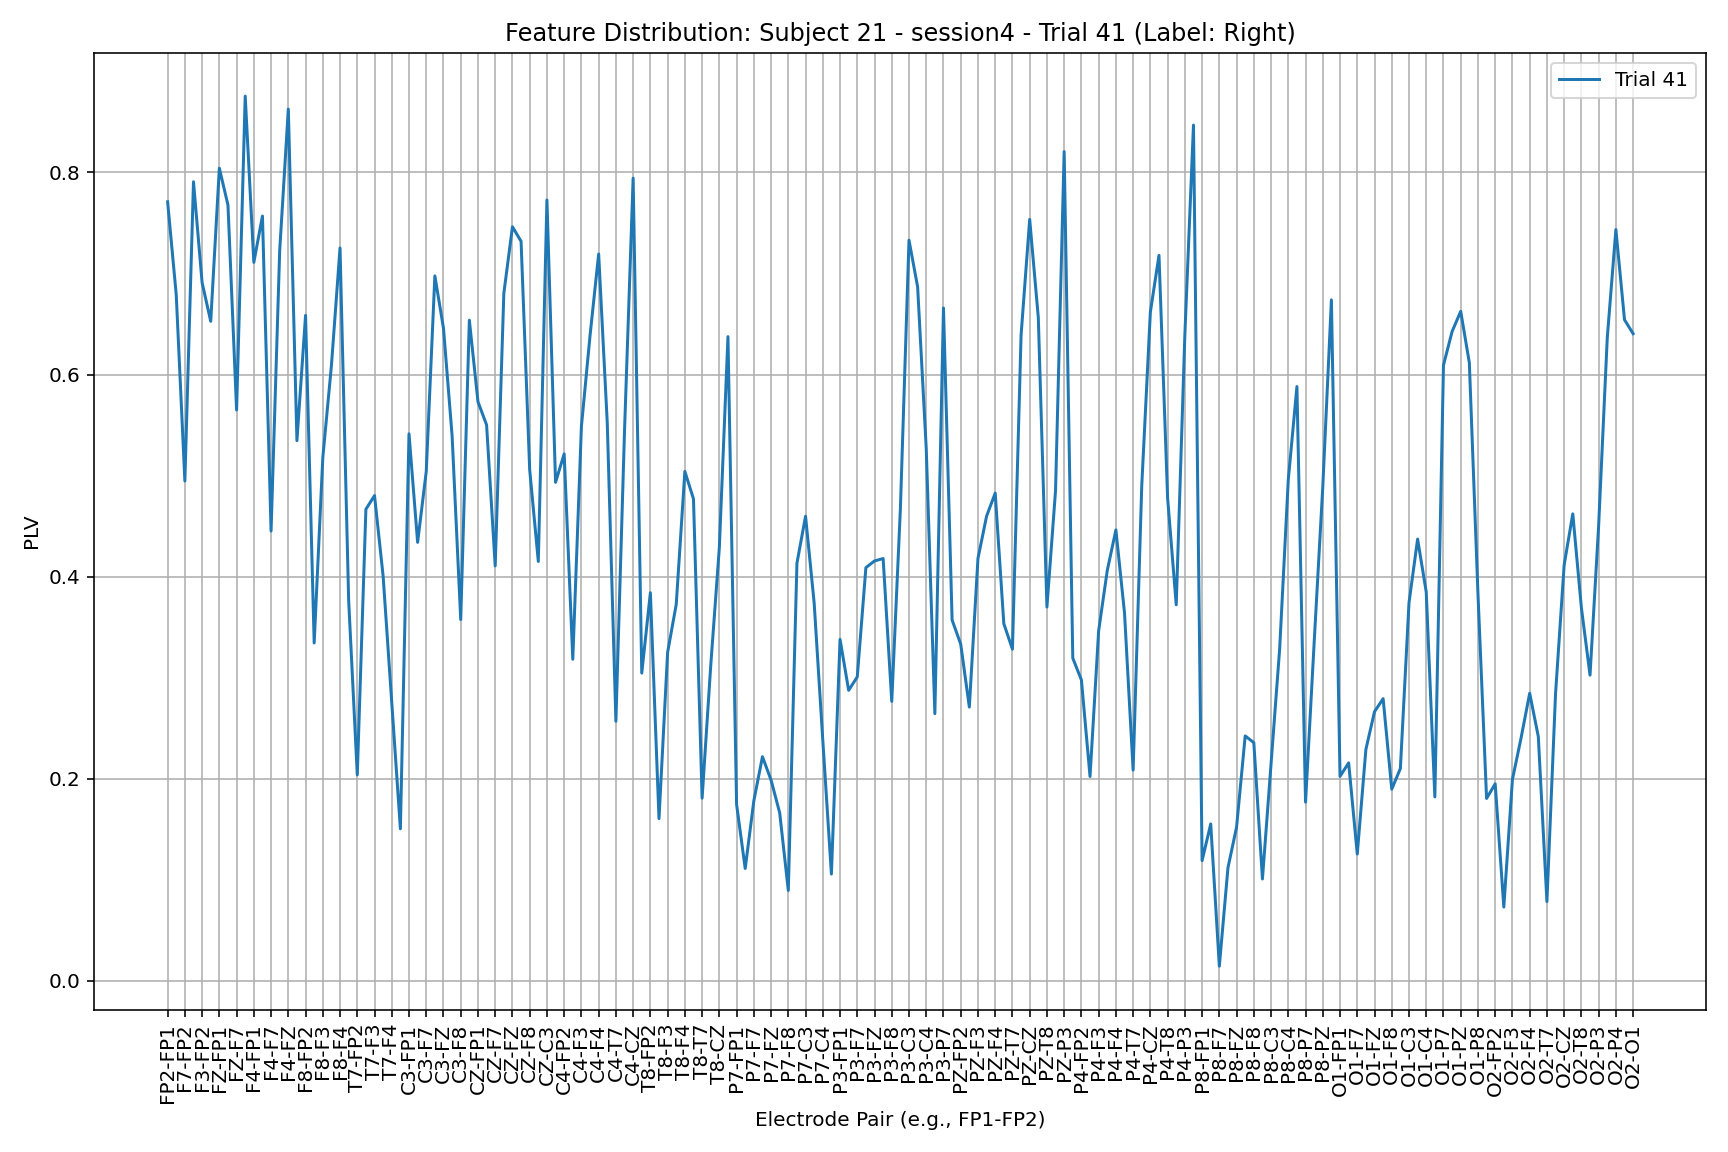 Feature Distribution: Subject 21 - session4 - Trial 41 (Label: Right)
Trial 41
PLV
0.8
0.6
0.4
0.2
0.0
FP2-FP1
F7-FP2
F3-FP2
FZ-FP1
FZ-F7
F4-FP1
F4-F7
F4-FZ
F8-FP2
F8-F3
F8-F4
T7-FP2
T7-F3
T7-F4
C3-FP1
C3-F7
C3-FZ
C3-F8
CZ-FP1
CZ-F7
CZ-FZ
CZ-F8
CZ-C3
C4-FP2
C4-F3
C4-F4
C4-T7
C4-CZ
T8-FP2
T8-F3
T8-F4
T8-T7
T8-CZ
P7-FP1
P7-F7
P7-FZ
P7-F8
P7-C3
P7-C4
P3-FP1
P3-F7
P3-FZ
P3-F8
P3-C3
P3-C4
P3-P7
PZ-FP2
PZ-F3
PZ-F4
PZ-T7
PZ-CZ
PZ-T8
PZ-P3
P4-FP2
P4-F3
P4-F4
P4-T7
P4-CZ
P4-T8
P4-P3
P8-FP1
P8-F7
P8-FZ
P8-F8
P8-C3
P8-C4
P8-P7
P8-PZ
O1-FP1
O1-F7
O1-FZ
O1-F8
O1-C3
O1-C4
O1-P7
O1-PZ
O1-P8
O2-FP2
O2-F3
O2-F4
O2-T7
O2-CZ
O2-T8
O2-P3
O2-P4
O2-O1
Electrode Pair (e.g., FP1-FP2)